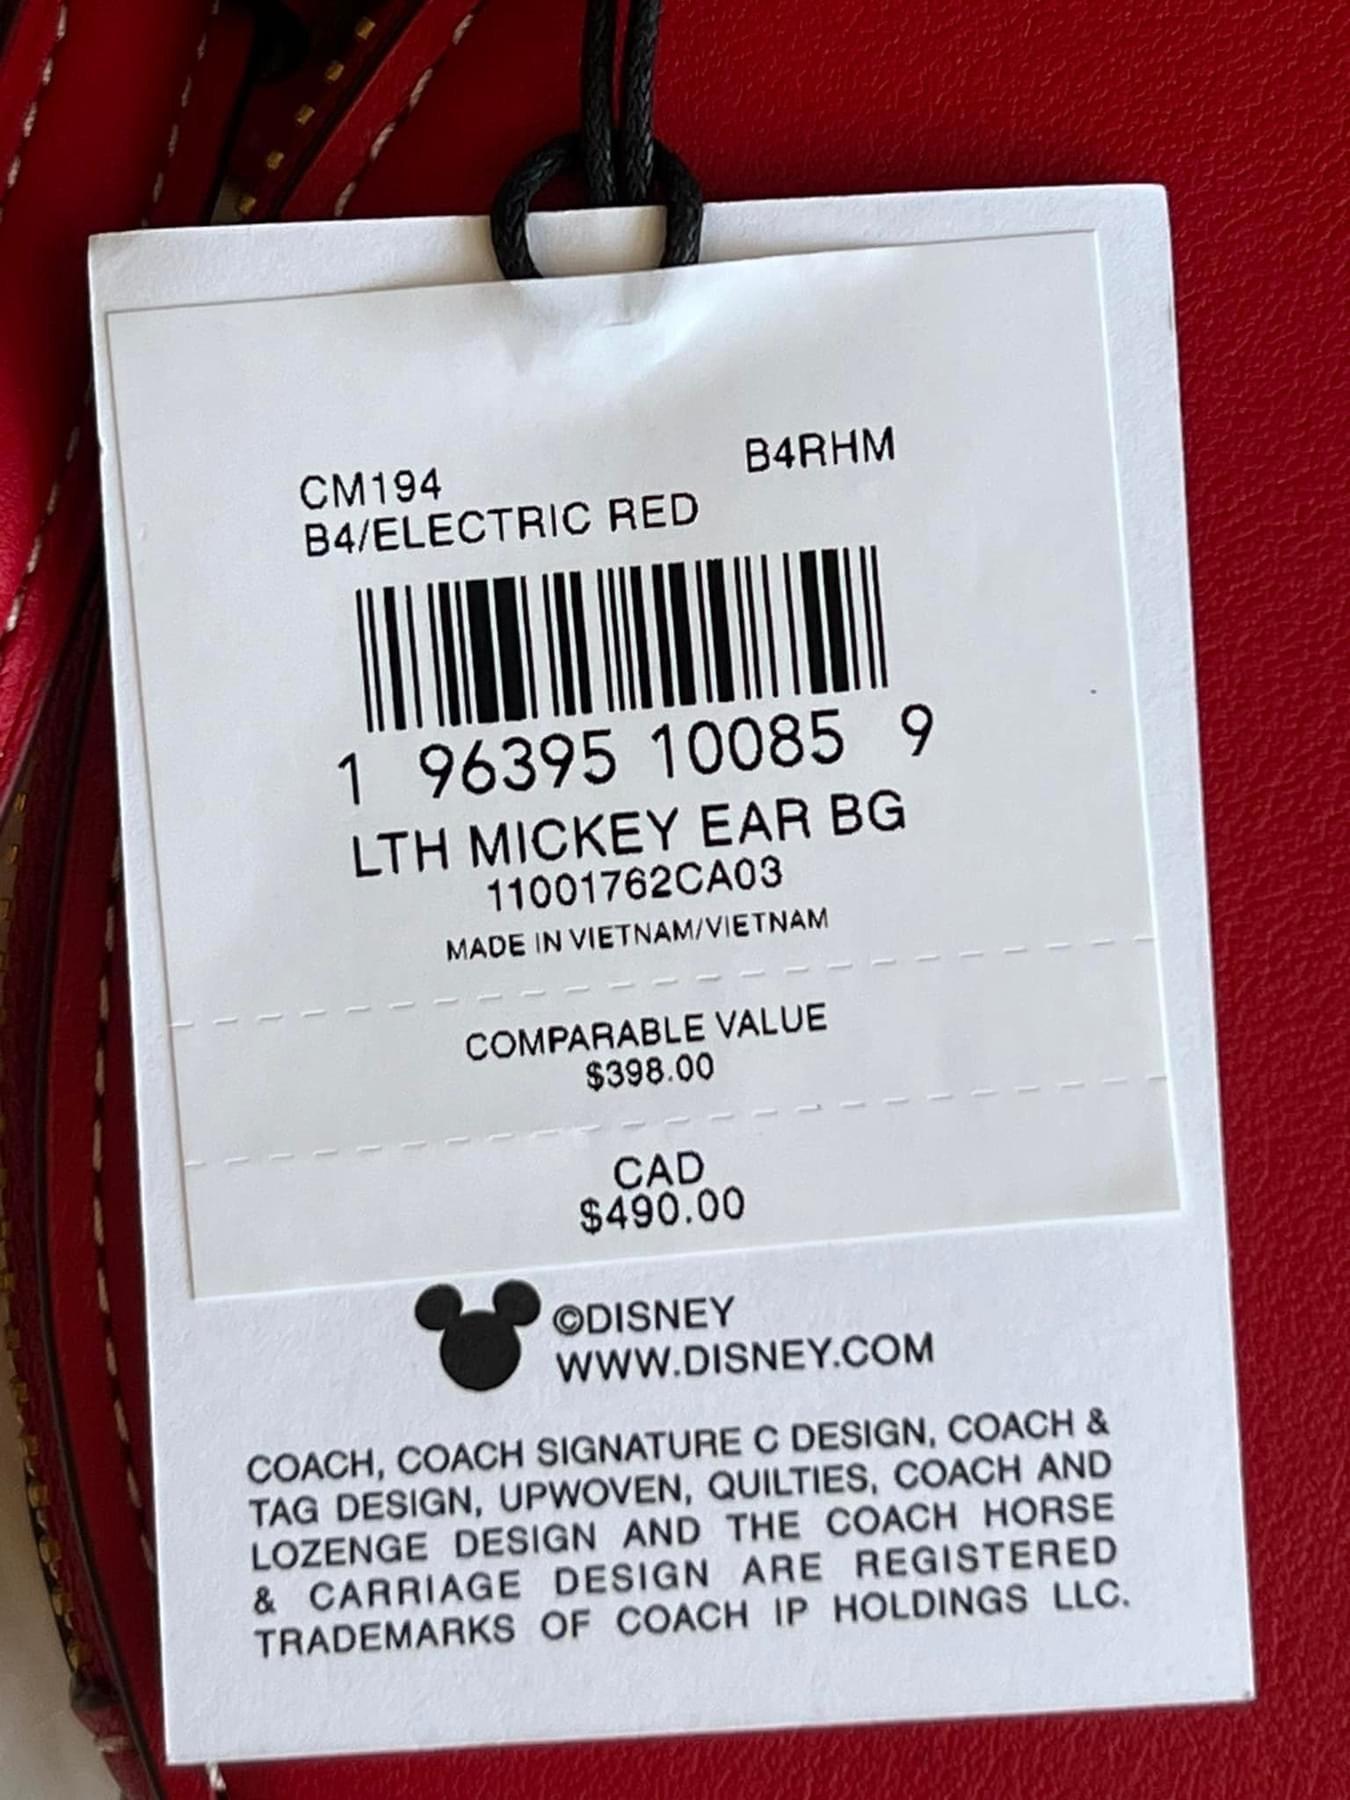 CM194 B4RHM
B4/ELECTRIC RED
1 96395 10085 9
LTH MICKEY EAR BG
11001762CA03
MADE IN VIETNAM/VIETNAM
COMPARABLE VALUE
$398.00
CAD
$490.00
©DISNEY
WWW.DISNEY.COM
COACH, COACH SIGNATURE C DESIGN, COACH &
TAG DESIGN, UPWOVEN, QUILTIES, COACH AND
LOZENGE DESIGN AND THE COACH HORSE
& CARRIAGE DESIGN ARE REGISTERED
TRADEMARKS OF COACH IP HOLDINGS LLC.